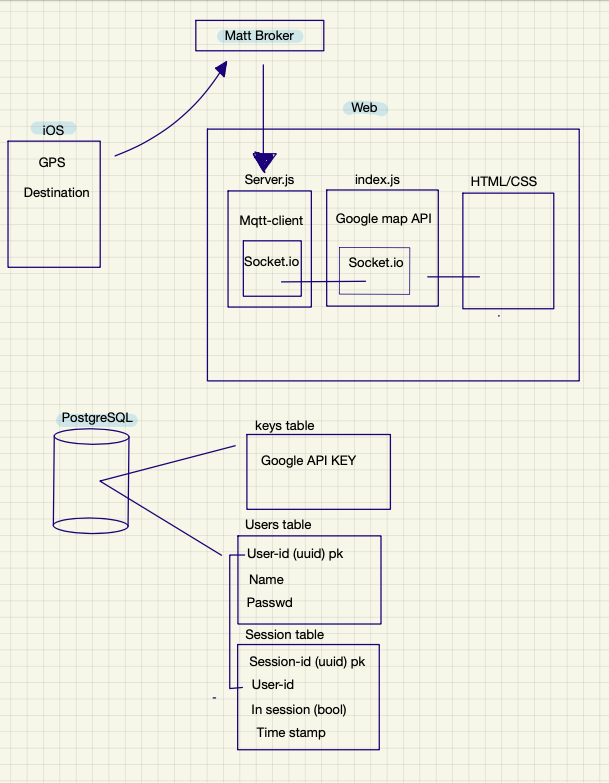 Matt Broker
Web
iOS
GPS
Destination
Server.js
index.js
HTML/CSS
Mqtt-client
Google map API
Socket.io
Socket.io
PostgreSQL
keys table
Google API KEY
Users table
User-id (uuid) pk
Name
Passwd
Session table
Session-id (uuid) pk
User-id
In session (bool)
Time stamp